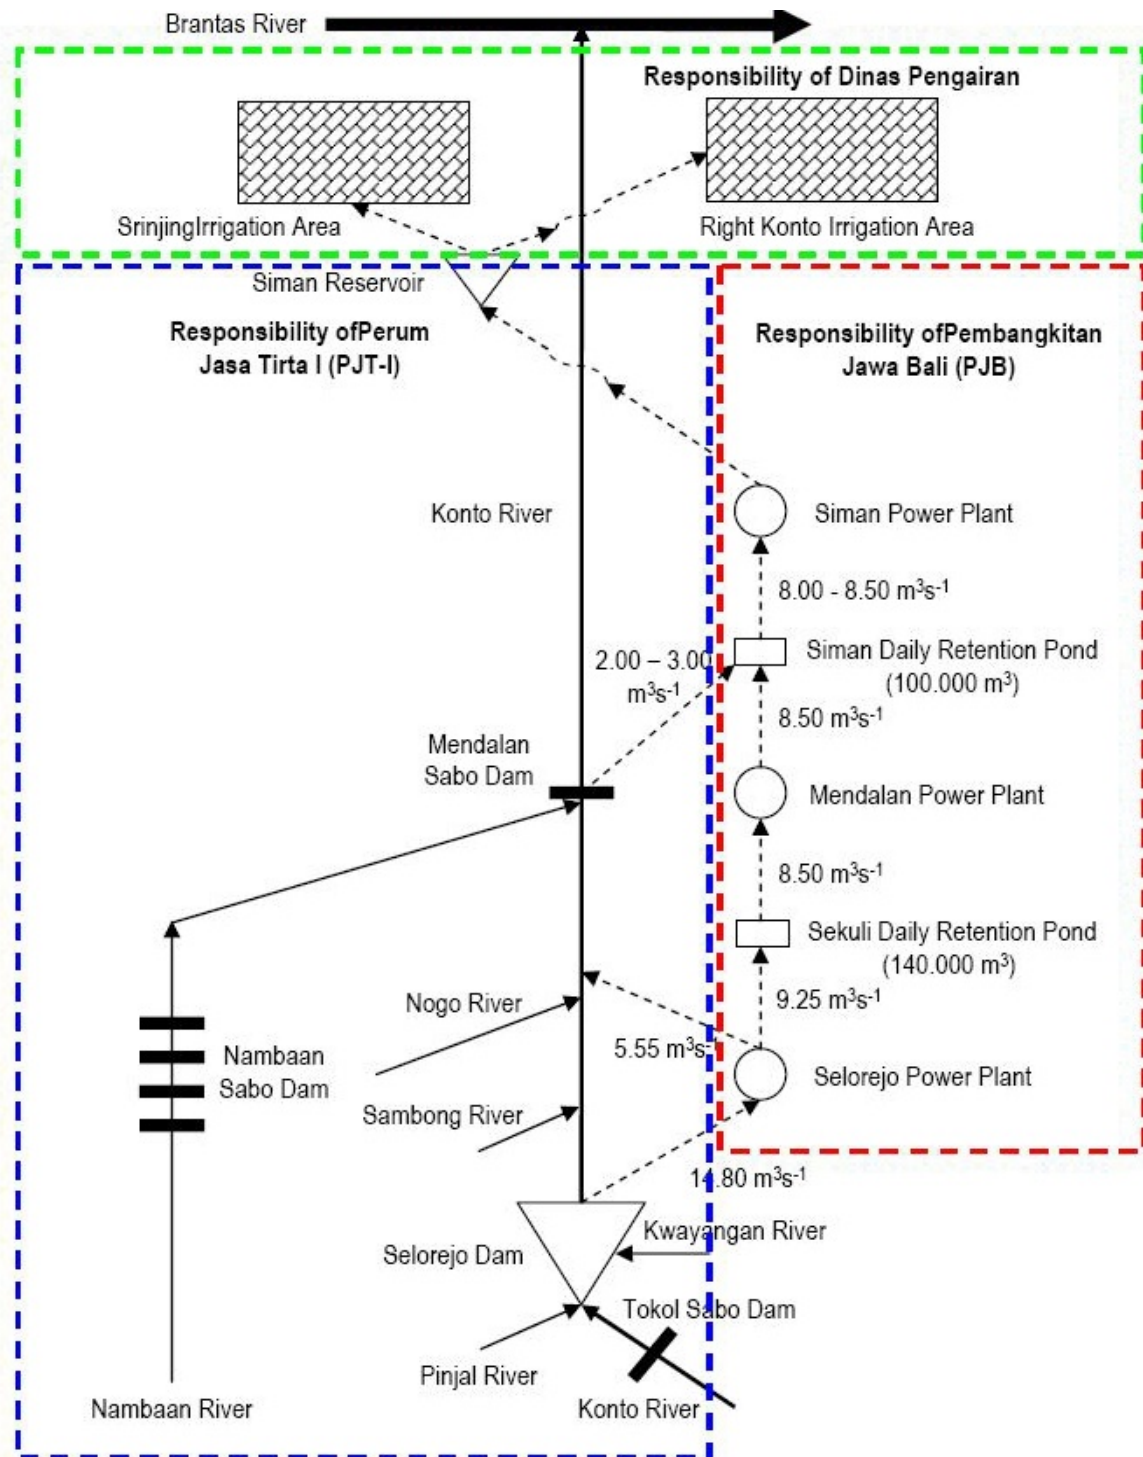 Brantas River
Responsibility of Dinas Pengairan
SrinjingIrrigation Area
Right Konto Irrigation Area
Siman Reservoir
Responsibility ofPerum
Jasa Tirta I (PJT-I)
Responsibility ofPembangkitan
Jawa Bali (PJB)
Konto River
Siman Power Plant
8.00 - 8.50 m³s⁻¹
2.00 – 3.00
m³s⁻¹
Siman Daily Retention Pond
(100.000 m³)
8.50 m³s⁻¹
Mendalan
Sabo Dam
Mendalan Power Plant
8.50 m³s⁻¹
Sekuli Daily Retention Pond
(140.000 m³)
9.25 m³s⁻¹
Nogo River
5.55 m³s⁻¹
Nambaan
Sabo Dam
Selorejo Power Plant
Sambong River
14.80 m³s⁻¹
Kwayangan River
Selorejo Dam
Tokol Sabo Dam
Pinjal River
Nambaan River
Konto River